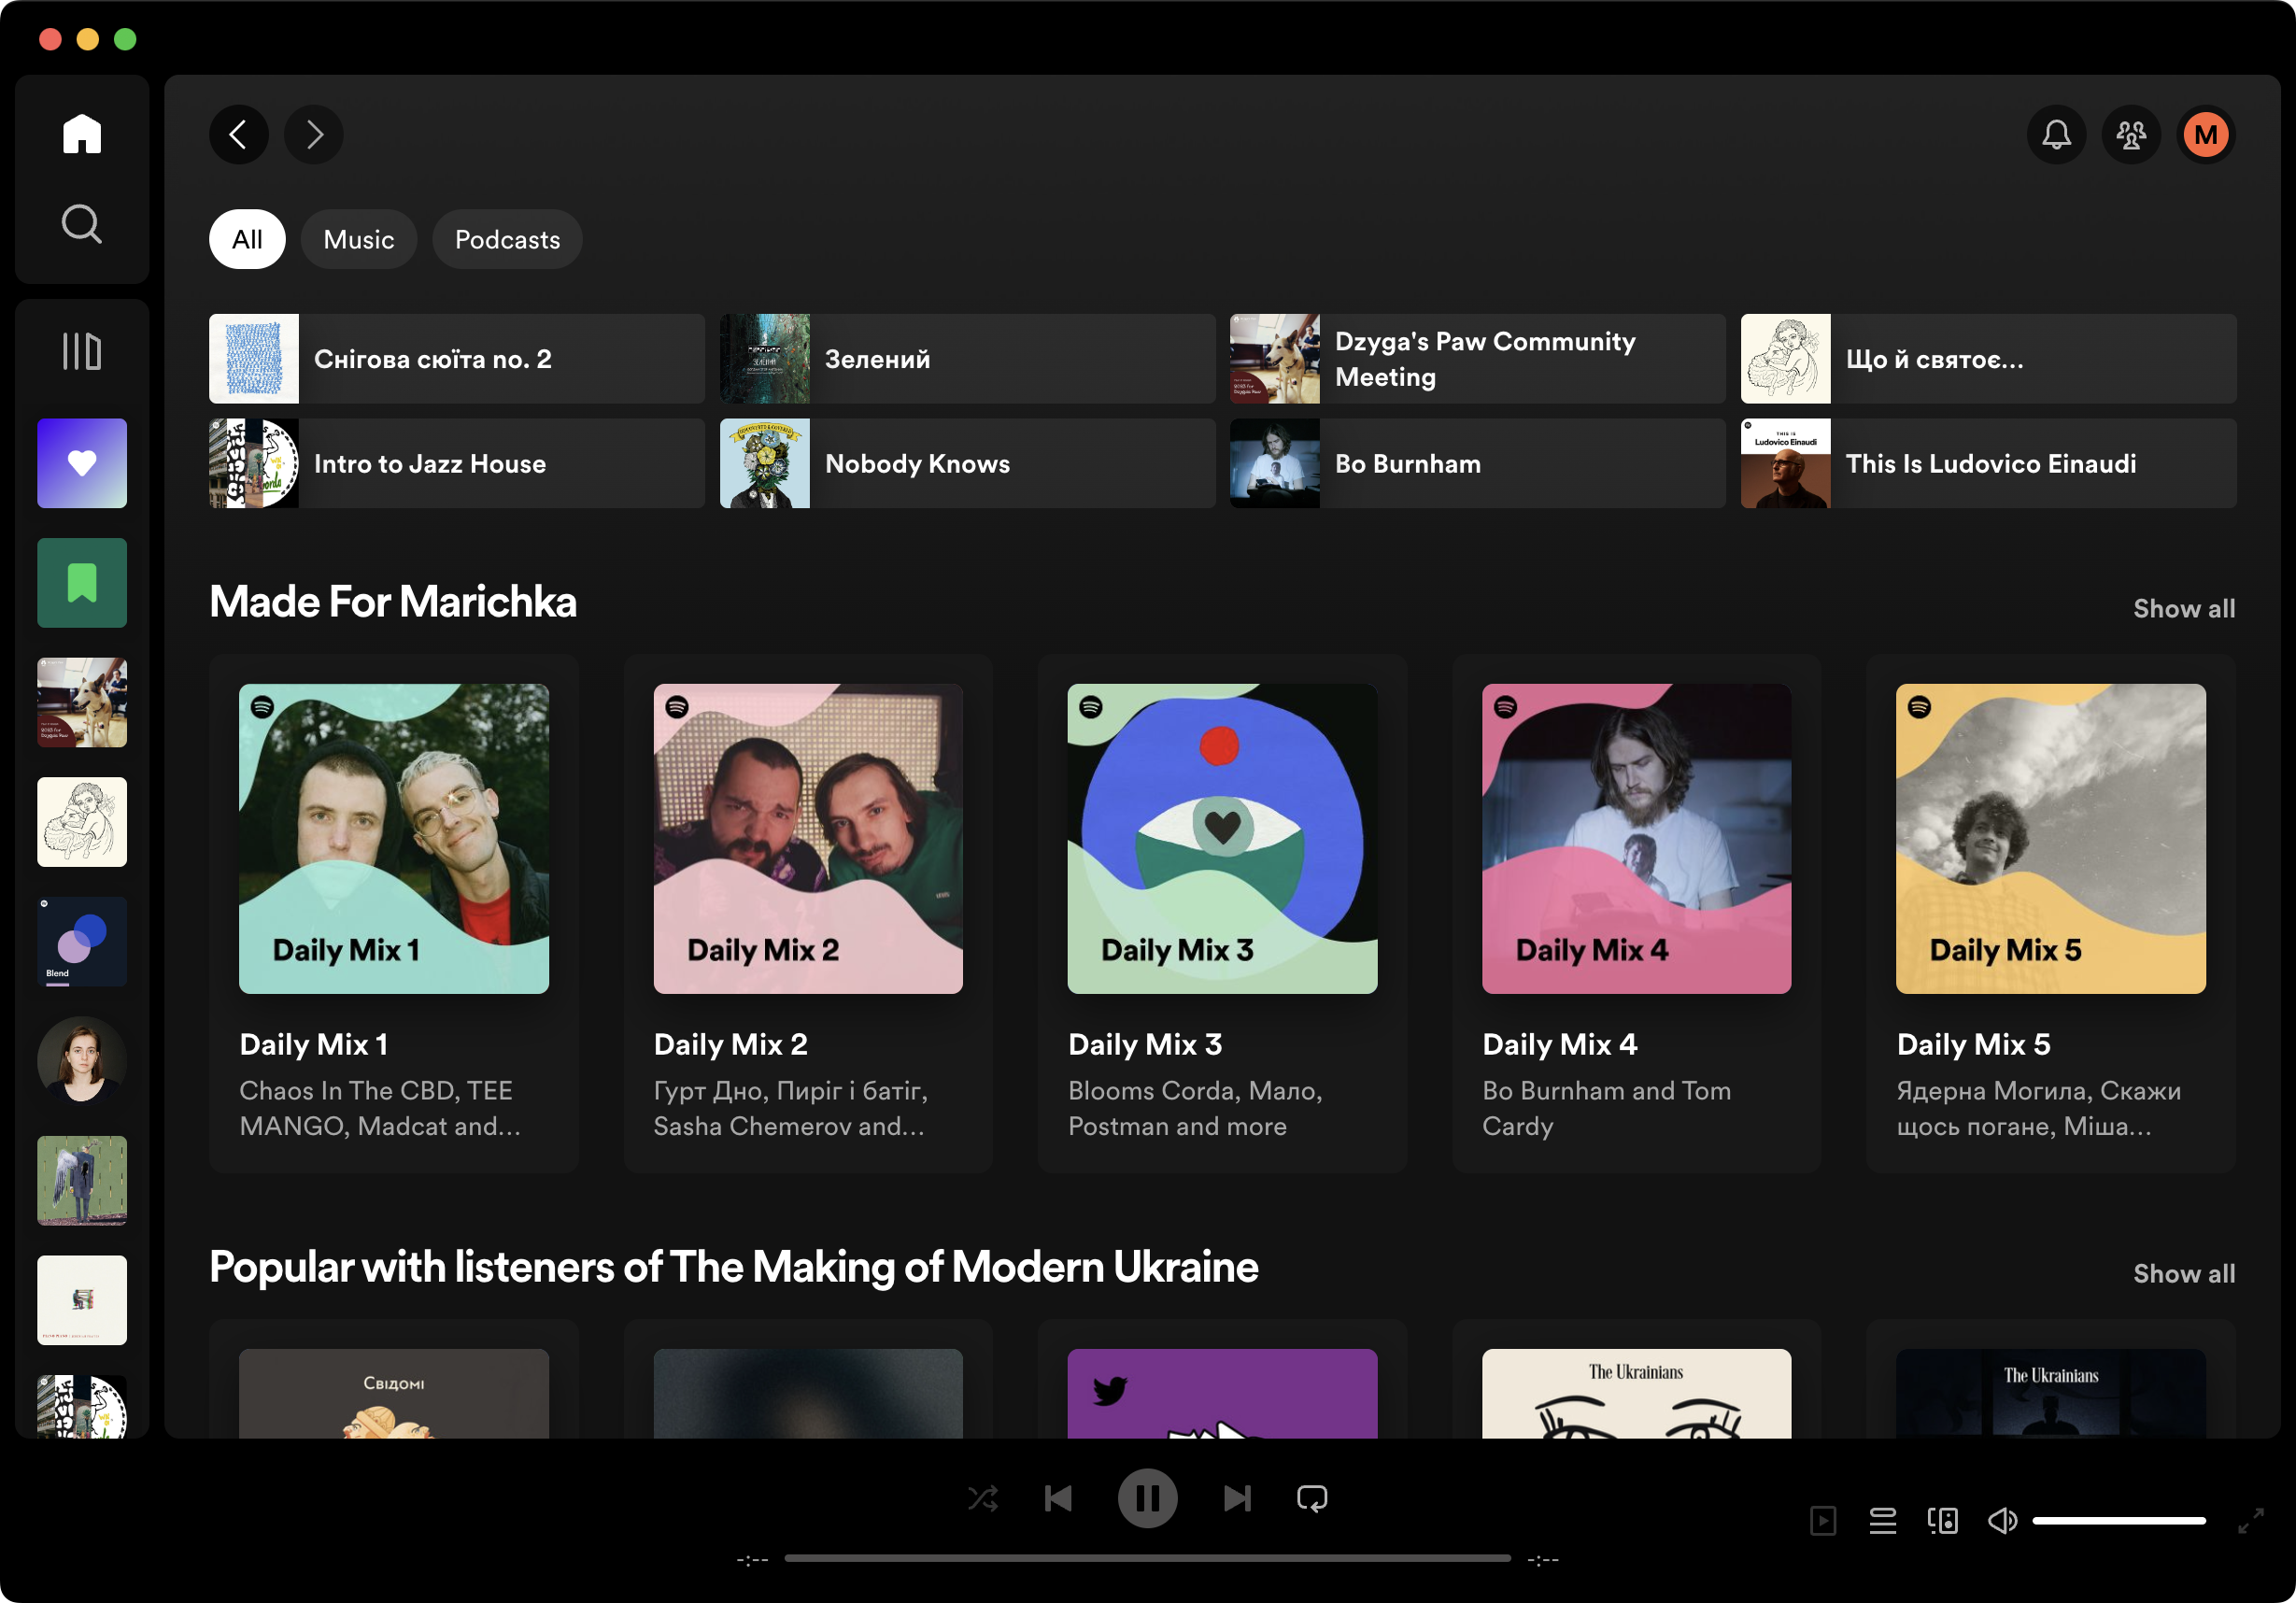 M
All
Music
Podcasts
Снігова сюїта no. 2
Зелений
Dzyga's Paw Community
Meeting
Що й святоє...
Intro to Jazz House
Nobody Knows
Bo Burnham
THIS IS
Ludovico Einaudi
This Is Ludovico Einaudi
Made For Marichka
Show all
Daily Mix 1
Daily Mix 2
Daily Mix 3
Daily Mix 4
Daily Mix 5
Blend
Daily Mix 1
Chaos In The CBD, TEE
MANGO, Madcat and...
Daily Mix 2
Гурт Дно, Пиріг і батіг,
Sasha Chemerov and...
Daily Mix 3
Blooms Corda, Мало,
Postman and more
Daily Mix 4
Bo Burnham and Tom
Cardy
Daily Mix 5
Ядерна Могила, Скажи
щось погане, Міша...
Popular with listeners of The Making of Modern Ukraine
Show all
Свідомі
The Ukrainians
The Ukrainians
-:--
-:--